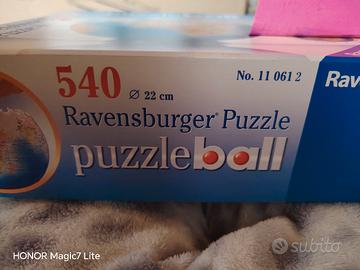 540 Ø 22 cm
No. 11 061 2
Rav
Ravensburger® Puzzle
puzzleball
HONOR Magic7 Lite
subito